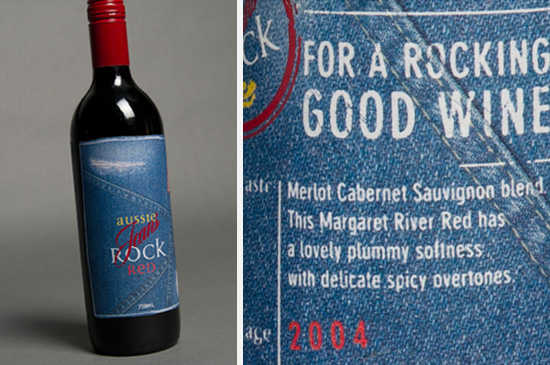 aussie
Jeans
ROCK
ReD
750mL
ck
FOR A ROCKING
GOOD WINE
aste
Merlot Cabernet Sauvignon blend.
This Margaret River Red has
a lovely plummy softness
with delicate spicy overtones.
age
2004